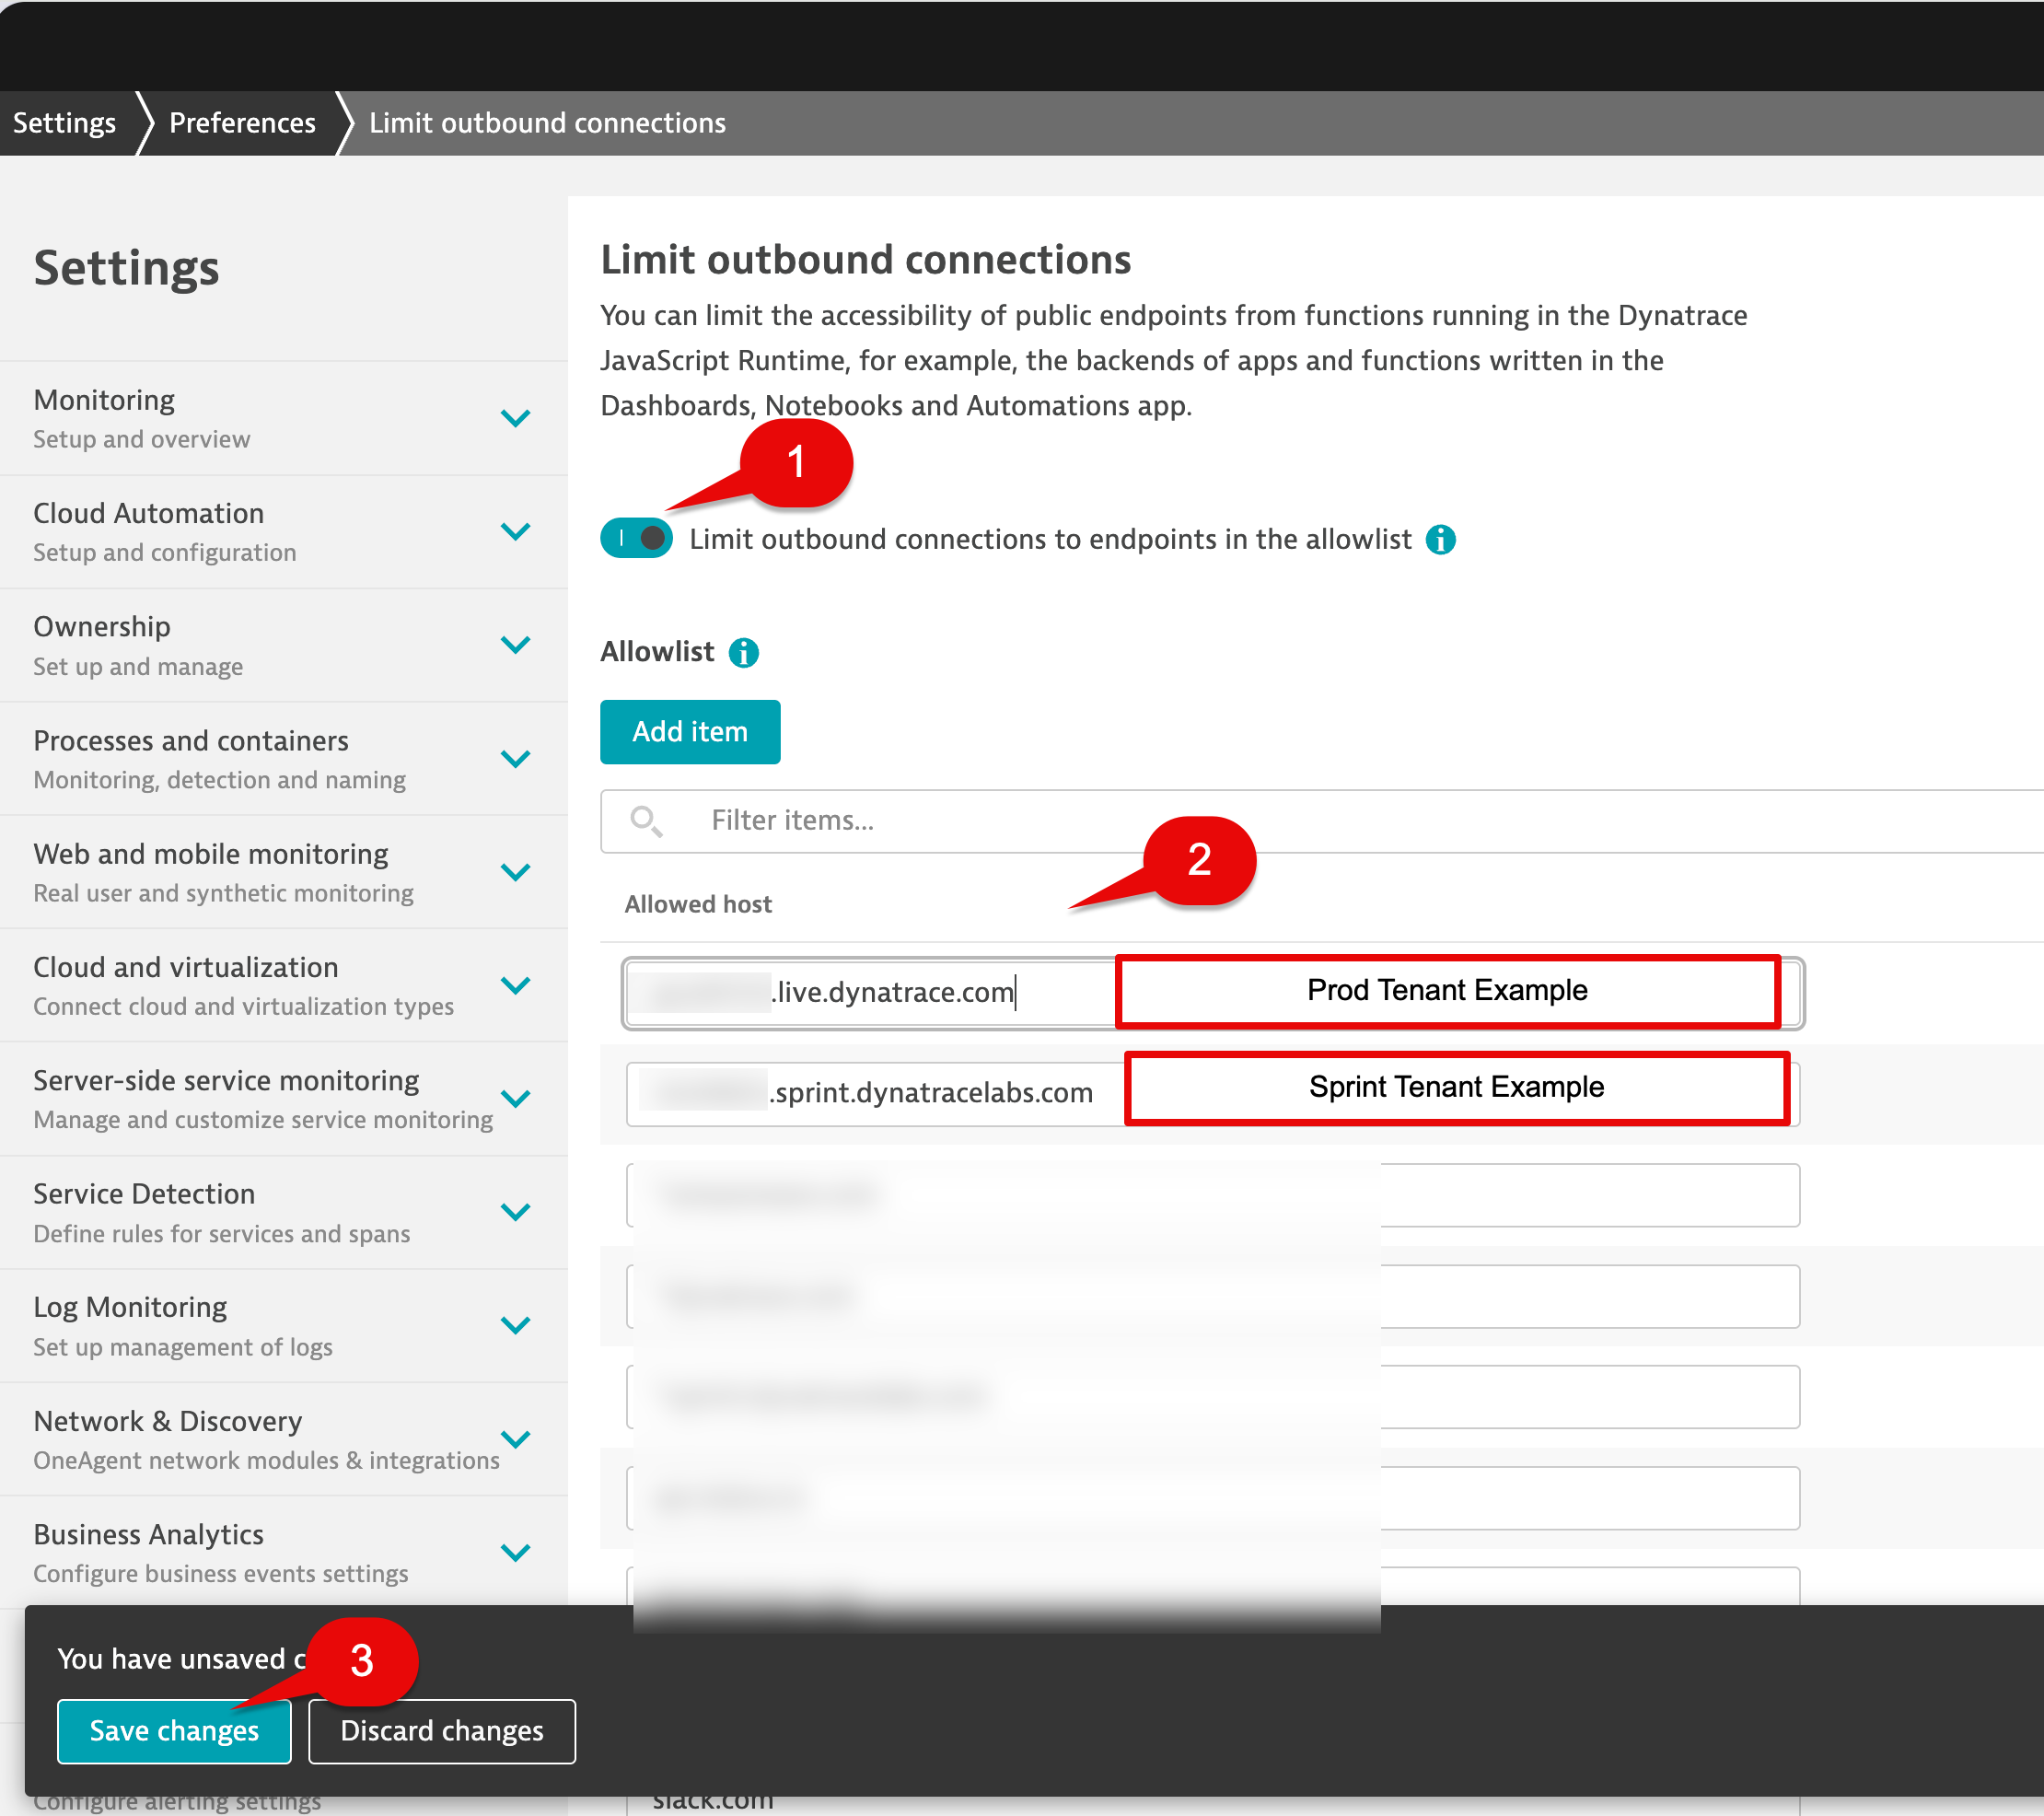 Settings
Preferences
Limit outbound connections
Settings
Monitoring
Setup and overview
Cloud Automation
Setup and configuration
Ownership
Set up and manage
Processes and containers
Monitoring, detection and naming
Web and mobile monitoring
Real user and synthetic monitoring
Cloud and virtualization
Connect cloud and virtualization types
Server-side service monitoring
Manage and customize service monitoring
Service Detection
Define rules for services and spans
Log Monitoring
Set up management of logs
Network & Discovery
OneAgent network modules & integrations
Business Analytics
Configure business events settings
Configure alerting settings
Limit outbound connections
You can limit the accessibility of public endpoints from functions running in the Dynatrace
JavaScript Runtime, for example, the backends of apps and functions written in the
Dashboards, Notebooks and Automations app.
1
Limit outbound connections to endpoints in the allowlist
Allowlist
Add item
Filter items...
2
Allowed host
.live.dynatrace.com
Prod Tenant Example
.sprint.dynatracelabs.com
Sprint Tenant Example
You have unsaved
3
Save changes
Discard changes
slack.com